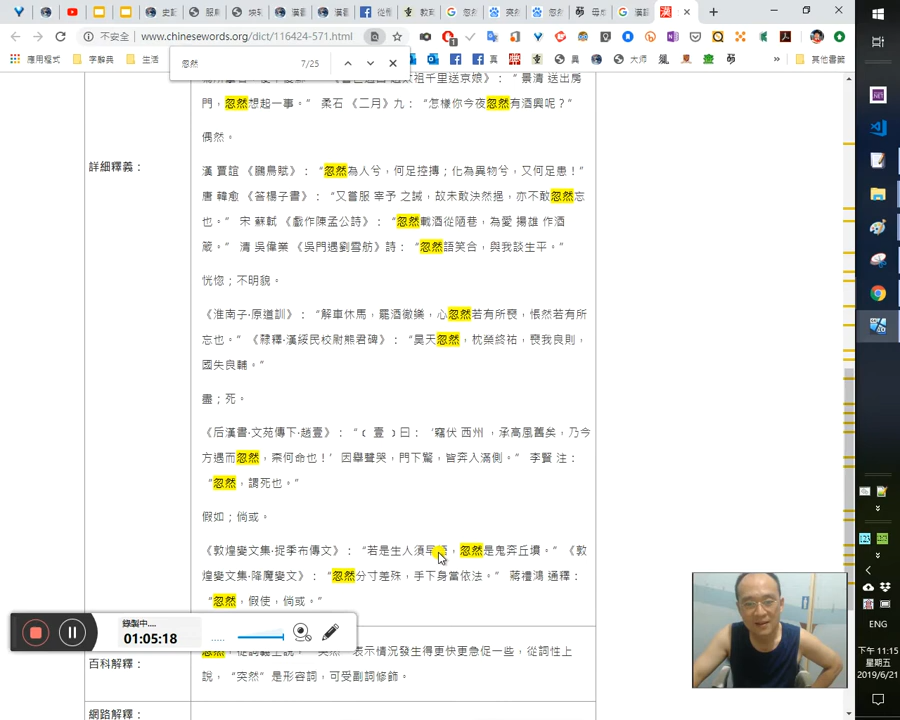 不安全
www.chinesewords.org/dict/116424-571.html
應用程式
字辭典
生活
大師
其他書籤
忽然
7/25
門，忽然想起一事。”柔石《二月》九：“怎樣你今夜忽然有酒興呢？”
偶然。
詳細釋義：
漢 賈誼《鵩鳥賦》：“忽然為人兮，何足控摶；化為異物兮，又何足患！”
唐 韓愈《答楊子書》：“又嘗服 宰予 之誡，故未敢決然挹，亦不敢忽然忘
也。”宋 蘇軾《戲作陳孟公詩》：“忽然載酒從陋巷，為愛 揚雄 作酒
箴。”清 吳偉業《吳門遇劉雪舫》詩：“忽然語笑合，與我談生平。”
恍惚；不明貌。
《淮南子·原道訓》：“解車休馬，罷酒徹樂，心忽然若有所喪，悵然若有所
忘也。”《隸釋·漢綏民校尉熊君碑》：“昊天忽然，枕榮終祐，喪我良則，
國失良輔。”
盡；死。
《后漢書·文苑傳下·趙壹》：“﹝壹﹞曰：‘竊伏 西州，承高風舊矣，乃今
方遇而忽然，柰何命也！’因舉聲哭，門下驚，皆奔入滿側。”李賢 注：
“忽然，謂死也。”
假如；倘或。
《敦煌變文集·捉季布傳文》：“若是生人須早語，忽然是鬼奔丘壙。”《敦
煌變文集·降魔變文》：“忽然分寸差殊，手下身當依法。”蔣禮鴻 通釋：
“忽然，假使，倘或。”
錄製中....
01:05:18
百科解釋：
表示情況發生得更快更急促一些，從詞性上
說，“突然”是形容詞，可受副詞修飾。
網路解釋：
ENG
下午 11:15
星期五
2019/6/21